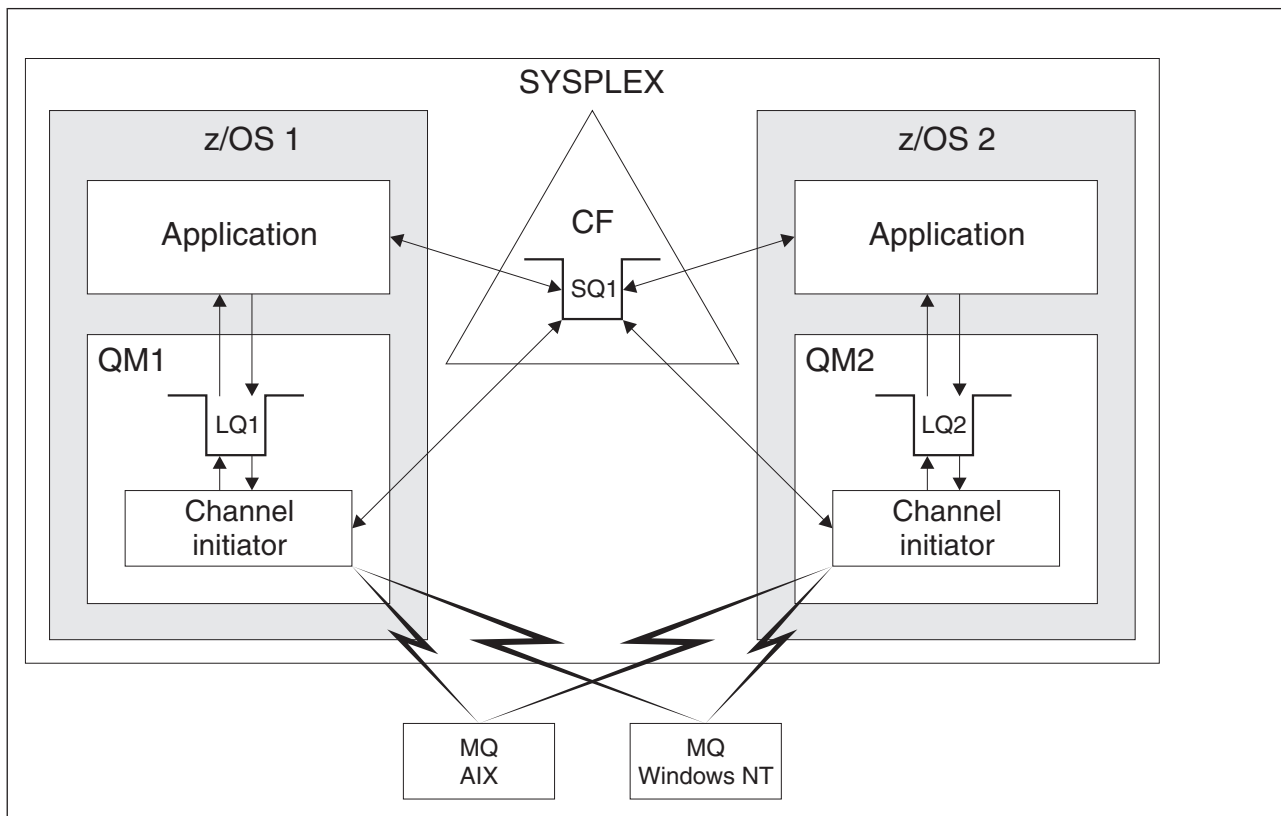 SYSPLEX
z/OS 1
z/OS 2
Application
CF
Application
SQ1
QM1
QM2
LQ1
LQ2
Channel
initiator
Channel
initiator
MQ
AIX
MQ
Windows NT